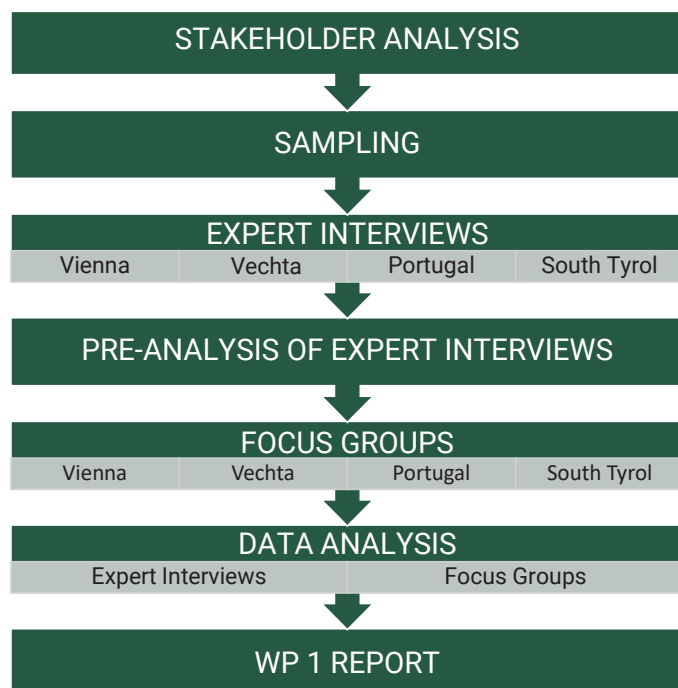 STAKEHOLDER ANALYSIS
SAMPLING
EXPERT INTERVIEWS
Vienna Vechta Portugal South Tyrol
PRE-ANALYSIS OF EXPERT INTERVIEWS
FOCUS GROUPS
Vienna Vechta Portugal South Tyrol
DATA ANALYSIS
Expert Interviews Focus Groups
WP 1 REPORT